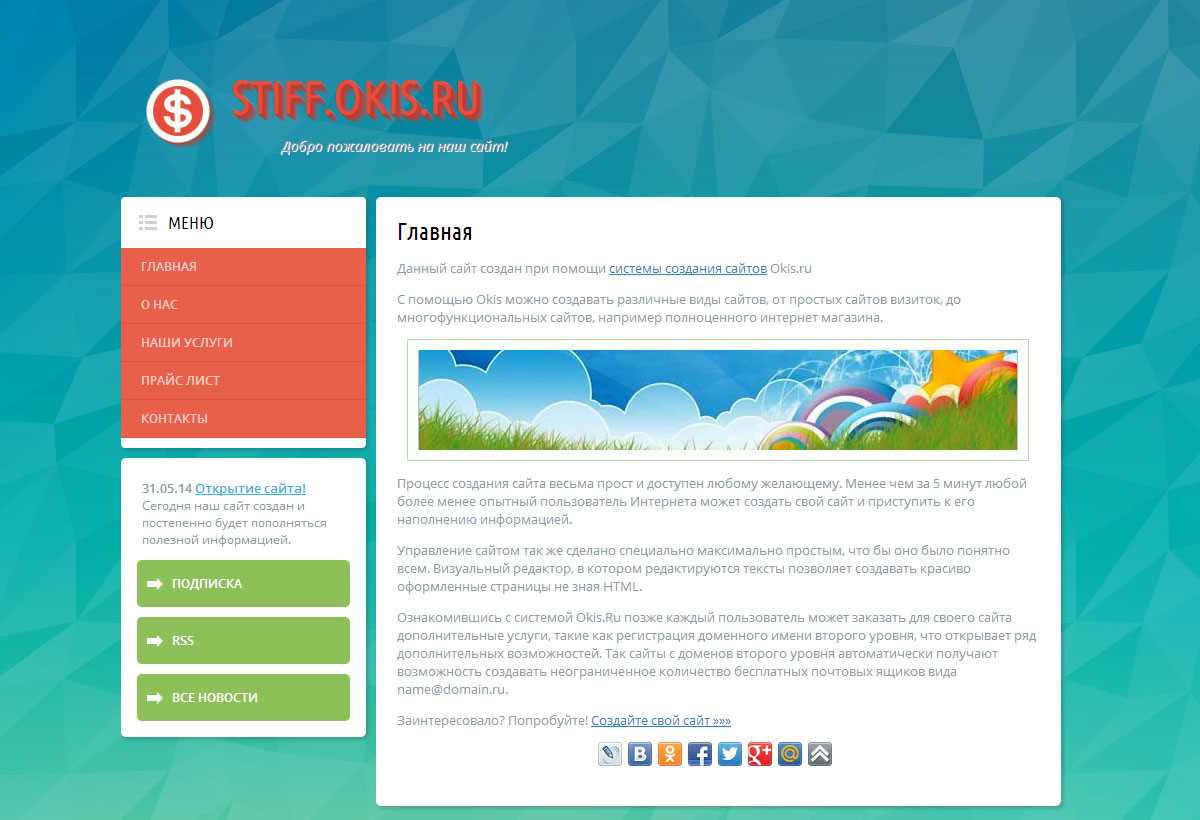 STIFF.OKIS.RU
Добро пожаловать на наш сайт!
МЕНЮ
ГЛАВНАЯ
О НАС
НАШИ УСЛУГИ
ПРАЙС ЛИСТ
КОНТАКТЫ
31.05.14 Открытие сайта!
Сегодня наш сайт создан и
постепенно будет пополняться
полезной информацией.
ПОДПИСКА
RSS
ВСЕ НОВОСТИ
Главная
Данный сайт создан при помощи системы создания сайтов Okis.ru
С помощью Okis можно создавать различные виды сайтов, от простых сайтов визиток, до
многофункциональных сайтов, например полноценного интернет магазина.
Процесс создания сайта весьма прост и доступен любому желающему. Менее чем за 5 минут любой
более менее опытный пользователь Интернета может создать свой сайт и приступить к его
наполнению информацией.
Управление сайтом так же сделано специально максимально простым, что бы оно было понятно
всем. Визуальный редактор, в котором редактируются тексты позволяет создавать красиво
оформленные страницы не зная HTML.
Ознакомившись с системой Okis.Ru позже каждый пользователь может заказать для своего сайта
дополнительные услуги, такие как регистрация доменного имени второго уровня, что открывает ряд
дополнительных возможностей. Так сайты с доменов второго уровня автоматически получают
возможность создавать неограниченное количество бесплатных почтовых ящиков вида
name@domain.ru.
Заинтересовало? Попробуйте! Создайте свой сайт »»»